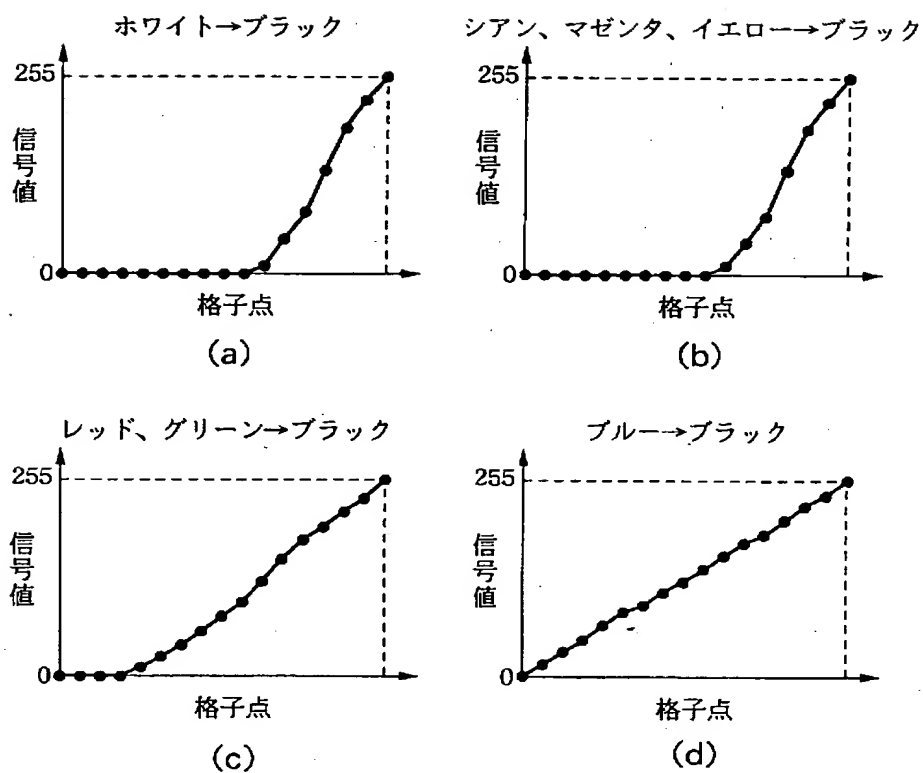 ホワイト→ブラック
255
信号値
0
格子点
(a)
シアン、マゼンタ、イエロー→ブラック
255
信号値
0
格子点
(b)
レッド、グリーン→ブラック
255
信号値
0
格子点
(c)
ブルー→ブラック
255
信号値
0
格子点
(d)